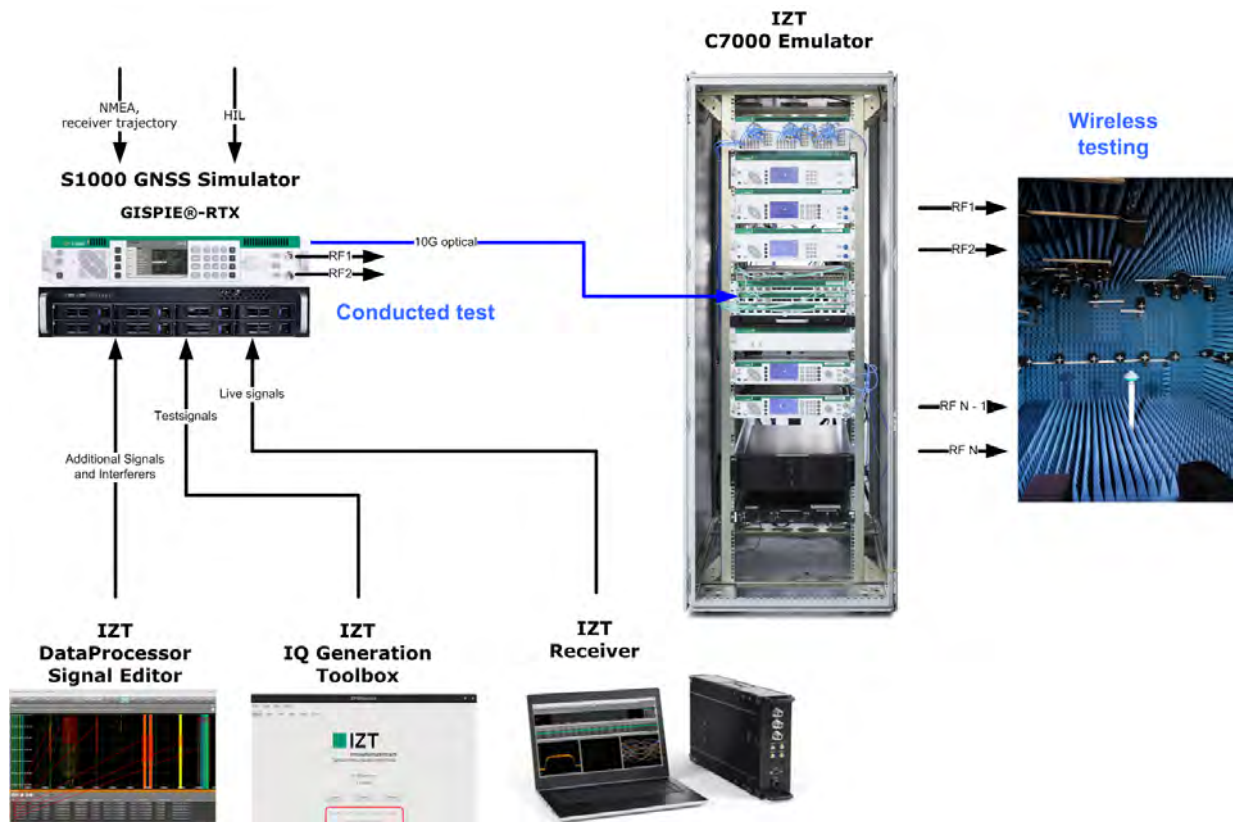 IZT
C7000 Emulator
NMEA,
receiver trajectory
HIL
S1000 GNSS Simulator
GISPIE®-RTX
Wireless
testing
RF1
RF2
10G optical
RF1
RF2
Conducted test
Live signals
Testsignals
Additional Signals
and Interferers
RF N - 1
RF N
IZT
DataProcessor
Signal Editor
IZT
IQ Generation
Toolbox
IZT
Receiver
IZT